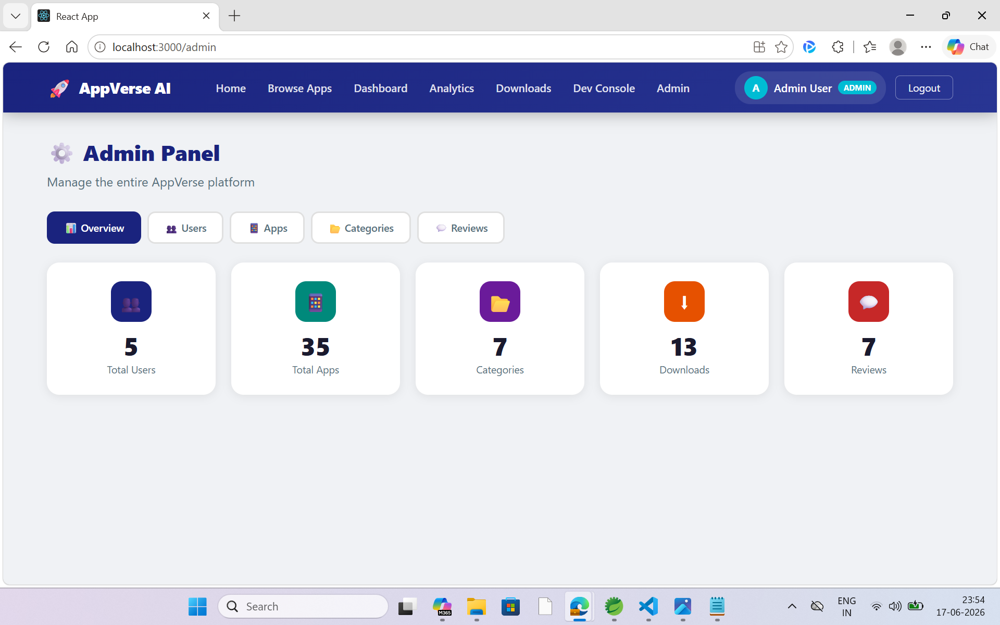 React App
localhost:3000/admin
Chat
AppVerse AI
Home
Browse Apps
Dashboard
Analytics
Downloads
Dev Console
Admin
A
Admin User
ADMIN
Logout
Admin Panel
Manage the entire AppVerse platform
Overview
Users
Apps
Categories
Reviews
5
Total Users
35
Total Apps
7
Categories
13
Downloads
7
Reviews
Search
M365
ENG
IN
23:54
17-06-2026